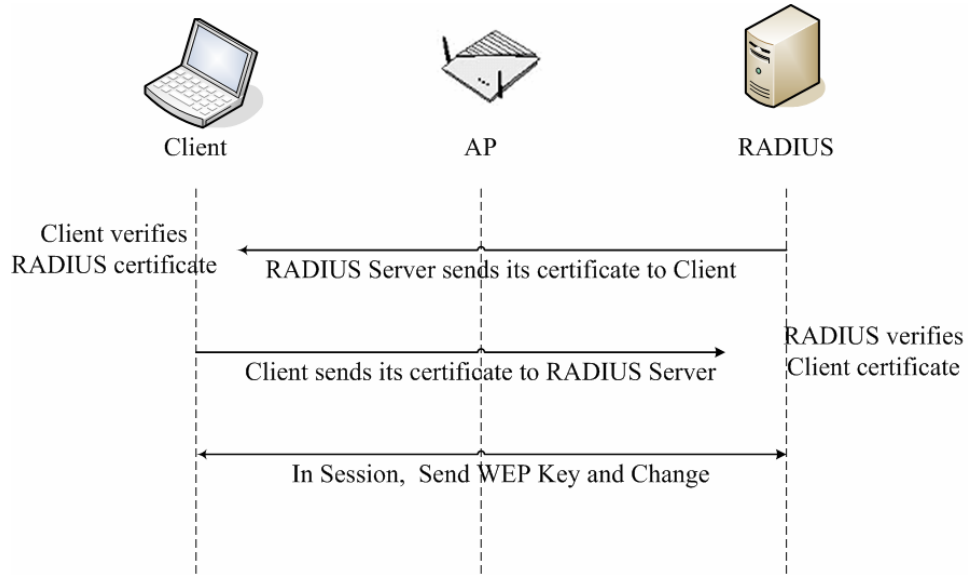 Client
AP
RADIUS
Client verifies
RADIUS certificate
RADIUS Server sends its certificate to Client
RADIUS verifies
Client certificate
Client sends its certificate to RADIUS Server
In Session,  Send WEP Key and Change